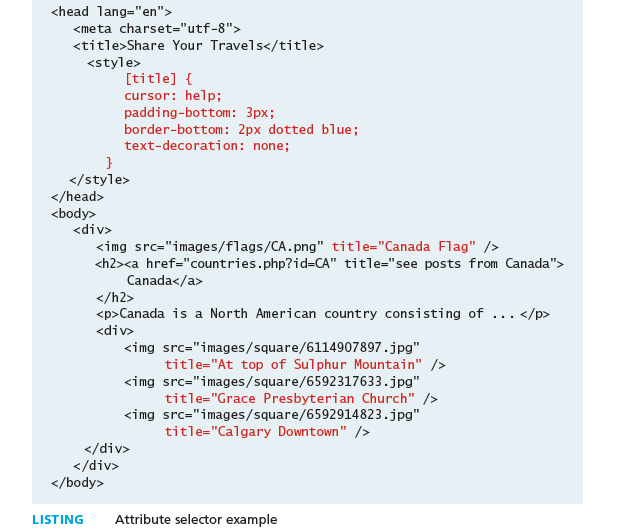 <head lang="en">
<meta charset="utf-8">
<title>Share Your Travels</title>
<style>
[title] {
cursor: help;
padding-bottom: 3px;
border-bottom: 2px dotted blue;
text-decoration: none;
}
</style>
</head>
<body>
<div>
<img src="images/flags/CA.png" title="Canada Flag" />
<h2><a href="countries.php?id=CA" title="see posts from Canada">
Canada</a>
</h2>
<p>Canada is a North American country consisting of ... </p>
<div>
<img src="images/square/6114907897.jpg"
title="At top of Sulphur Mountain" />
<img src="images/square/6592317633.jpg"
title="Grace Presbyterian Church" />
<img src="images/square/6592914823.jpg"
title="Calgary Downtown" />
</div>
</div>
</body>
LISTING Attribute selector example